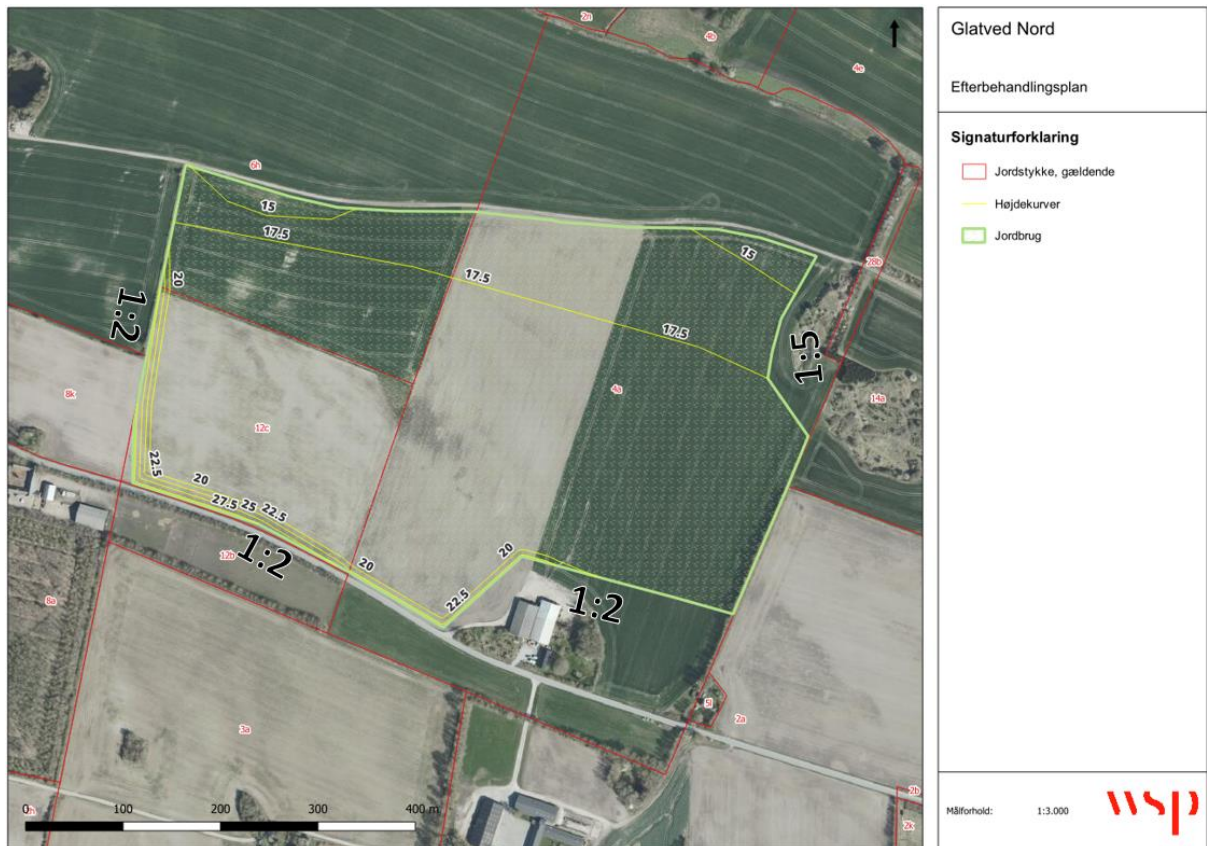 2n
4b
4e
6h
28b
15
15
17.5
17.5
17.5
20
1:2
1:5
4a
14a
8k
12c
22.5
20
27.5
25
22.5
20
20
22.5
12b
1:2
1:2
8a
3a
5l
2a
2b
2k
0
100
200
300
400 m
Glatved Nord
Efterbehandlingsplan
Signaturforklaring
Jordstykke, gældende
Højdekurver
Jordbrug
Målforhold: 1:3.000
wsp